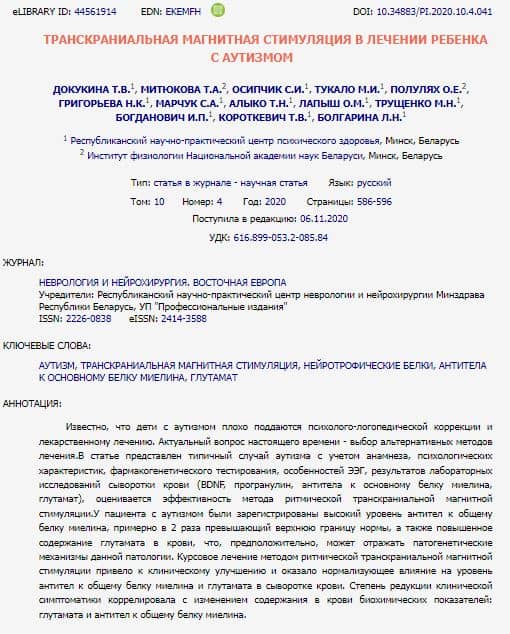 eLIBRARY ID: 44561914 EDN: EKEMFH DOI: 10.34883/PI.2020.10.4.041
ТРАНСКРАНИАЛЬНАЯ МАГНИТНАЯ СТИМУЛЯЦИЯ В ЛЕЧЕНИИ РЕБЕНКА
С АУТИЗМОМ
ДОКУКИНА Т.В.1, МИТЮКОВА Т.А.2, ОСИПЧИК С.И.1, ТУКАЛО М.И.1, ПОЛУЛЯХ О.Е.2,
ГРИГОРЬЕВА Н.К.1, МАРЧУК С.А.1, АЛЫКО Т.Н.1, ЛАПЫШ О.М.1, ТРУЩЕНКО М.Н.1,
БОГДАНОВИЧ И.П.1, КОРОТКЕВИЧ Т.В.1, БОЛГАРИНА Л.Н.1
1 Республиканский научно-практический центр психического здоровья, Минск, Беларусь
2 Институт физиологии Национальной академии наук Беларуси, Минск, Беларусь
Тип: статья в журнале - научная статья Язык: русский
Том: 10 Номер: 4 Год: 2020 Страницы: 586-596
Поступила в редакцию: 06.11.2020
УДК: 616.899-053.2-085.84
ЖУРНАЛ:
НЕВРОЛОГИЯ И НЕЙРОХИРУРГИЯ. ВОСТОЧНАЯ ЕВРОПА
Учредители: Республиканский научно-практический центр неврологии и нейрохирургии Минздрава
Республики Беларусь, УП "Профессиональные издания"
ISSN: 2226-0838 eISSN: 2414-3588
КЛЮЧЕВЫЕ СЛОВА:
АУТИЗМ, ТРАНСКРАНИАЛЬНАЯ МАГНИТНАЯ СТИМУЛЯЦИЯ, НЕЙРОТРОФИЧЕСКИЕ БЕЛКИ, АНТИТЕЛА
К ОСНОВНОМУ БЕЛКУ МИЕЛИНА, ГЛУТАМАТ
АННОТАЦИЯ:
Известно, что дети с аутизмом плохо поддаются психолого-логопедической коррекции и
лекарственному лечению. Актуальный вопрос настоящего времени - выбор альтернативных методов
лечения.В статье представлен типичный случай аутизма с учетом анамнеза, психологических
характеристик, фармакогенетического тестирования, особенностей ЭЭГ, результатов лабораторных
исследований сыворотки крови (BDNF, програнулин, антитела к основному белку миелина,
глутамат), оценивается эффективность метода ритмической транскраниальной магнитной
стимуляции.У пациента с аутизмом были зарегистрированы высокий уровень антител к общему
белку миелина, примерно в 2 раза превышающий верхнюю границу нормы, а также повышенное
содержание глутамата в крови, что, предположительно, может отражать патогенетические
механизмы данной патологии. Курсовое лечение методом ритмической транскраниальной магнитной
стимуляции привело к клиническому улучшению и оказало нормализующее влияние на уровень
антител к общему белку миелина и глутамата в сыворотке крови. Степень редукции клинической
симптоматики коррелировала с изменением содержания в крови биохимических показателей:
глутамата и антител к общему белку миелина.